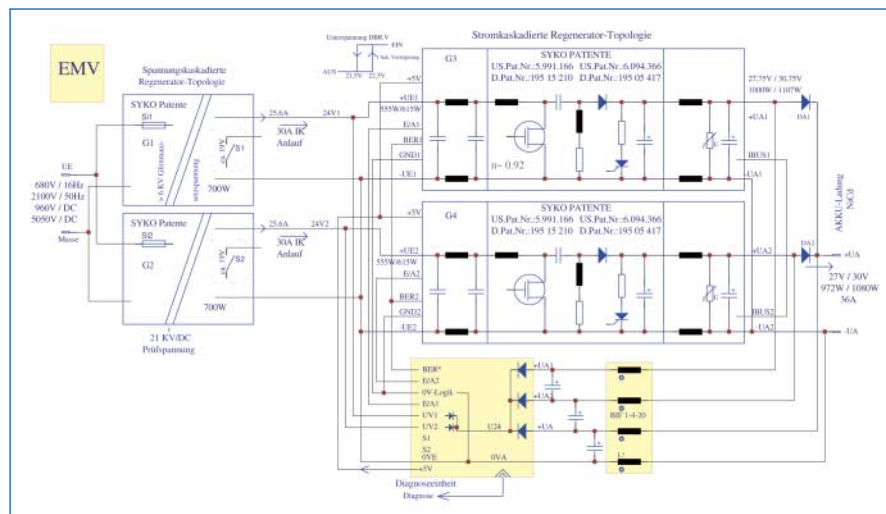 EMV
Spannungskaskadierte
Regenerator-Topologie
SYKO Patente
Si1
G1
S1
700W
25.6A
24V1
30A IK
Anlauf
UE
680V / 16Hz
2100V / 50Hz
960V / DC
5050V / DC
Masse
SYKO Patente
Si2
G2
S2
700W
25.6A
24V2
30A IK
Anlauf
21 KV/DC
Prüfspannung
Unterspannung DBR.V
EIN
AUS
21,5V
22,5V
Stromkaskadierte Regenerator-Topologie
G3
SYKO PATENTE
US.Pat.Nr.:5.991.166 US.Pat.Nr.:6.094.366
D.Pat.Nr.:195 15 210 D.Pat.Nr.:195 05 417
+5V
+UE1
555W/615W
E/A1
BER1
GND1
-UE1
n= 0.92
U
27,75V / 30,75V
1000W / 1107W
+UA1
DA1
IBUS1
-UA1
G4
SYKO PATENTE
US.Pat.Nr.:5.991.166 US.Pat.Nr.:6.094.366
D.Pat.Nr.:195 15 210 D.Pat.Nr.:195 05 417
+5V
+UE2
555W/615W
E/A2
BER2
GND2
-UE2
U
+UA2
DA2
IBUS2
-UA2
AKKU-Ladung
NiCd
+UA
27V / 30V
972W / 1080W
36A
-UA
BER*
E/A2
0V-Logik
E/A1
UV1
UV2
S1
S2
0VE
+5V
U24
0VA
+UA1
+UA2
+UA
BIF 1-4-20
L1
Diagnoseeinheit
Diagnose